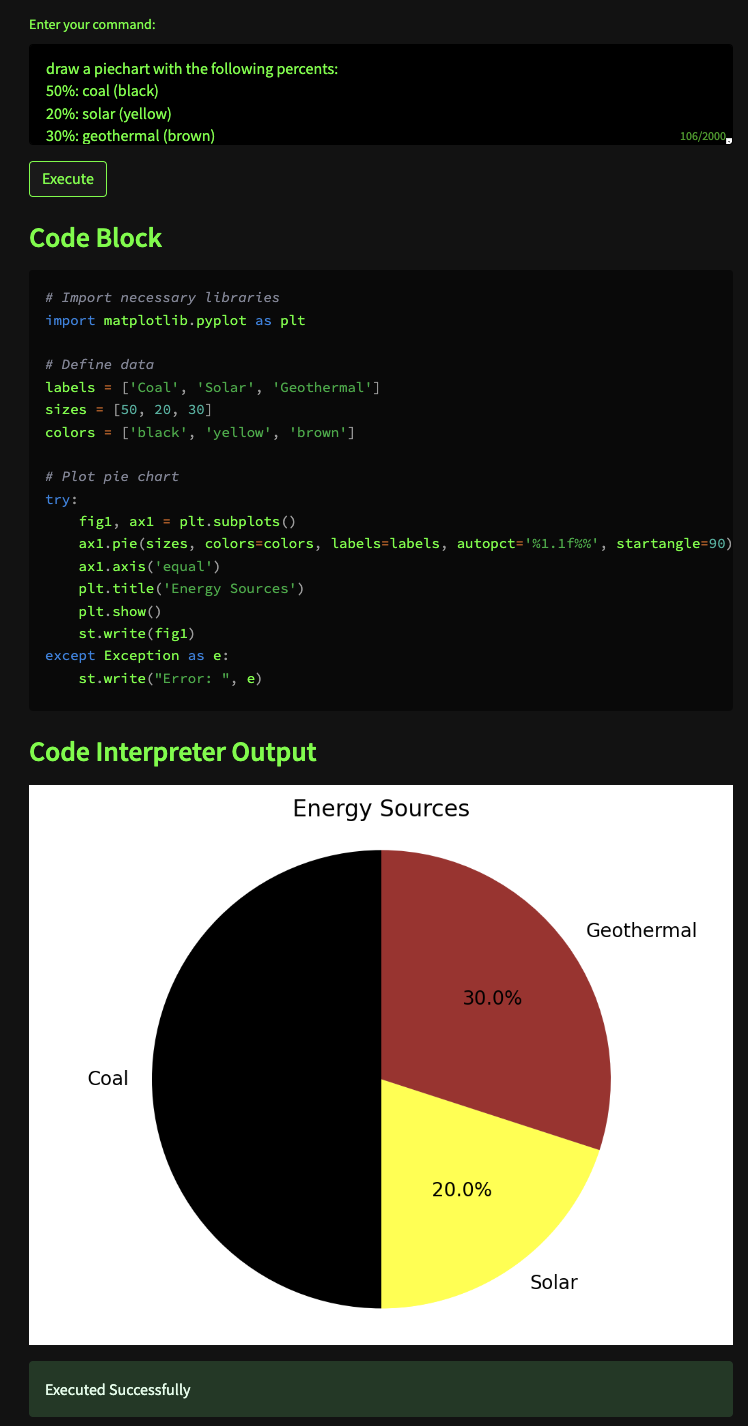 Enter your command:
draw a piechart with the following percents:
50%: coal (black)
20%: solar (yellow)
30%: geothermal (brown)
106/2000
Execute
Code Block
# Import necessary libraries
import matplotlib.pyplot as plt
# Define data
labels = ['Coal', 'Solar', 'Geothermal']
sizes = [50, 20, 30]
colors = ['black', 'yellow', 'brown']
# Plot pie chart
try:
    fig1, ax1 = plt.subplots()
    ax1.pie(sizes, colors=colors, labels=labels, autopct='%1.1f%%', startangle=90)
    ax1.axis('equal')
    plt.title('Energy Sources')
    plt.show()
    st.write(fig1)
except Exception as e:
    st.write("Error: ", e)
Code Interpreter Output
Energy Sources
Geothermal
30.0%
Coal
20.0%
Solar
Executed Successfully